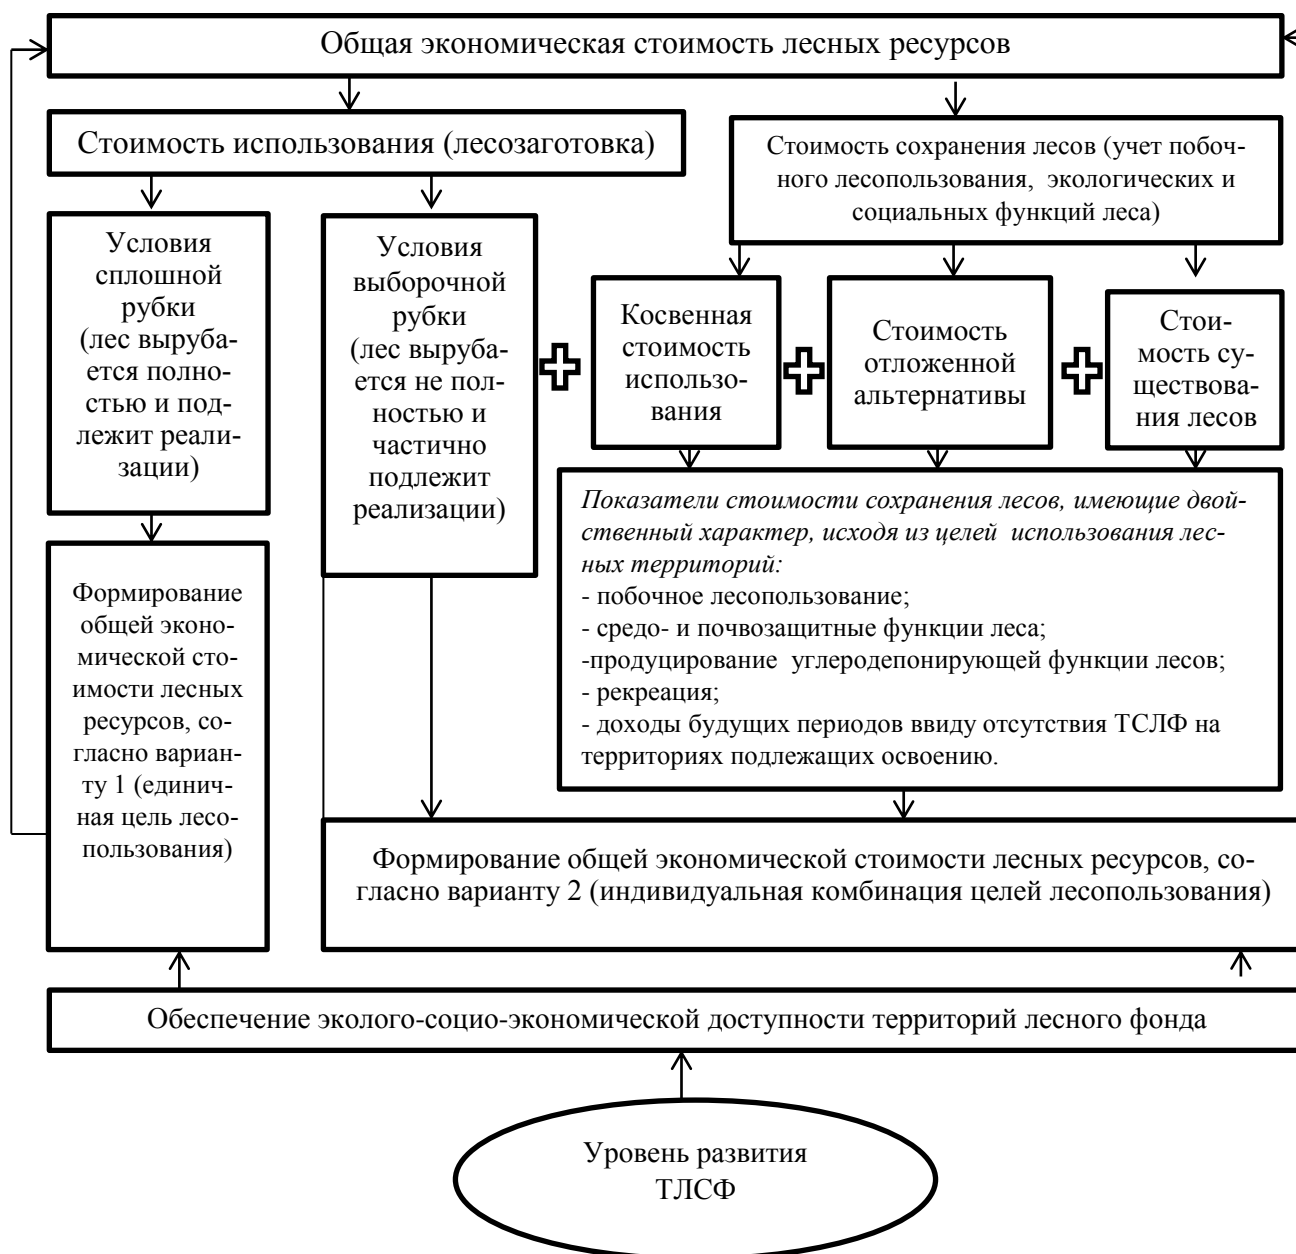 Общая экономическая стоимость лесных ресурсов
Стоимость использования (лесозаготовка)
Стоимость сохранения лесов (учет побоч-
ного лесопользования, экологических и
социальных функций леса)
Условия
сплошной
рубки
(лес выруба-
ется полно-
стью и под-
лежит реали-
зации)
Условия
выборочной
рубки
(лес выруба-
ется не пол-
ностью и
частично
подлежит
реализации)
Косвенная
стоимость
использо-
вания
Стоимость
отложенной
альтернативы
Стои-
мость су-
ществова-
ния лесов
Показатели стоимости сохранения лесов, имеющие двой-
ственный характер, исходя из целей использования лес-
ных территорий:
- побочное лесопользование;
- средо- и почвозащитные функции леса;
-продуцирование углеродепонирующей функции лесов;
- рекреация;
- доходы будущих периодов ввиду отсутствия ТСЛФ на
территориях подлежащих освоению.
Формирование
общей эконо-
мической сто-
имости лесных
ресурсов, со-
гласно вариан-
ту 1 (единич-
ная цель лесо-
пользования)
Формирование общей экономической стоимости лесных ресурсов, со-
гласно варианту 2 (индивидуальная комбинация целей лесопользования)
Обеспечение эколого-социо-экономической доступности территорий лесного фонда
Уровень развития
ТЛСФ